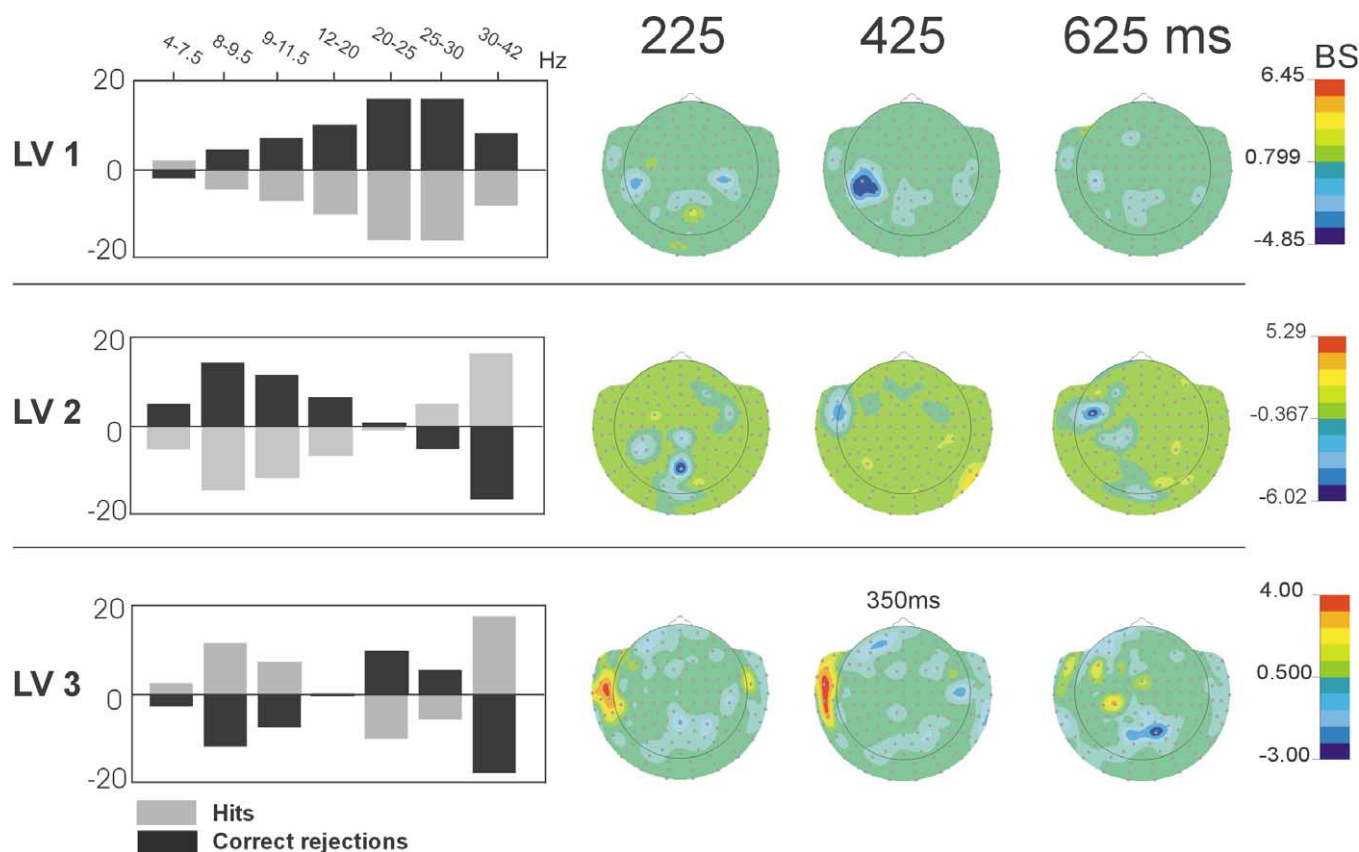 4-7.5 8-9.5 9-11.5 12-20 20-25 25-30 30-42 Hz
225 425 625 ms BS
LV 1
20
0
-20
6.45
0.799
-4.85
LV 2
20
0
-20
5.29
-0.367
-6.02
350ms
LV 3
20
0
-20
4.00
0.500
-3.00
Hits
Correct rejections